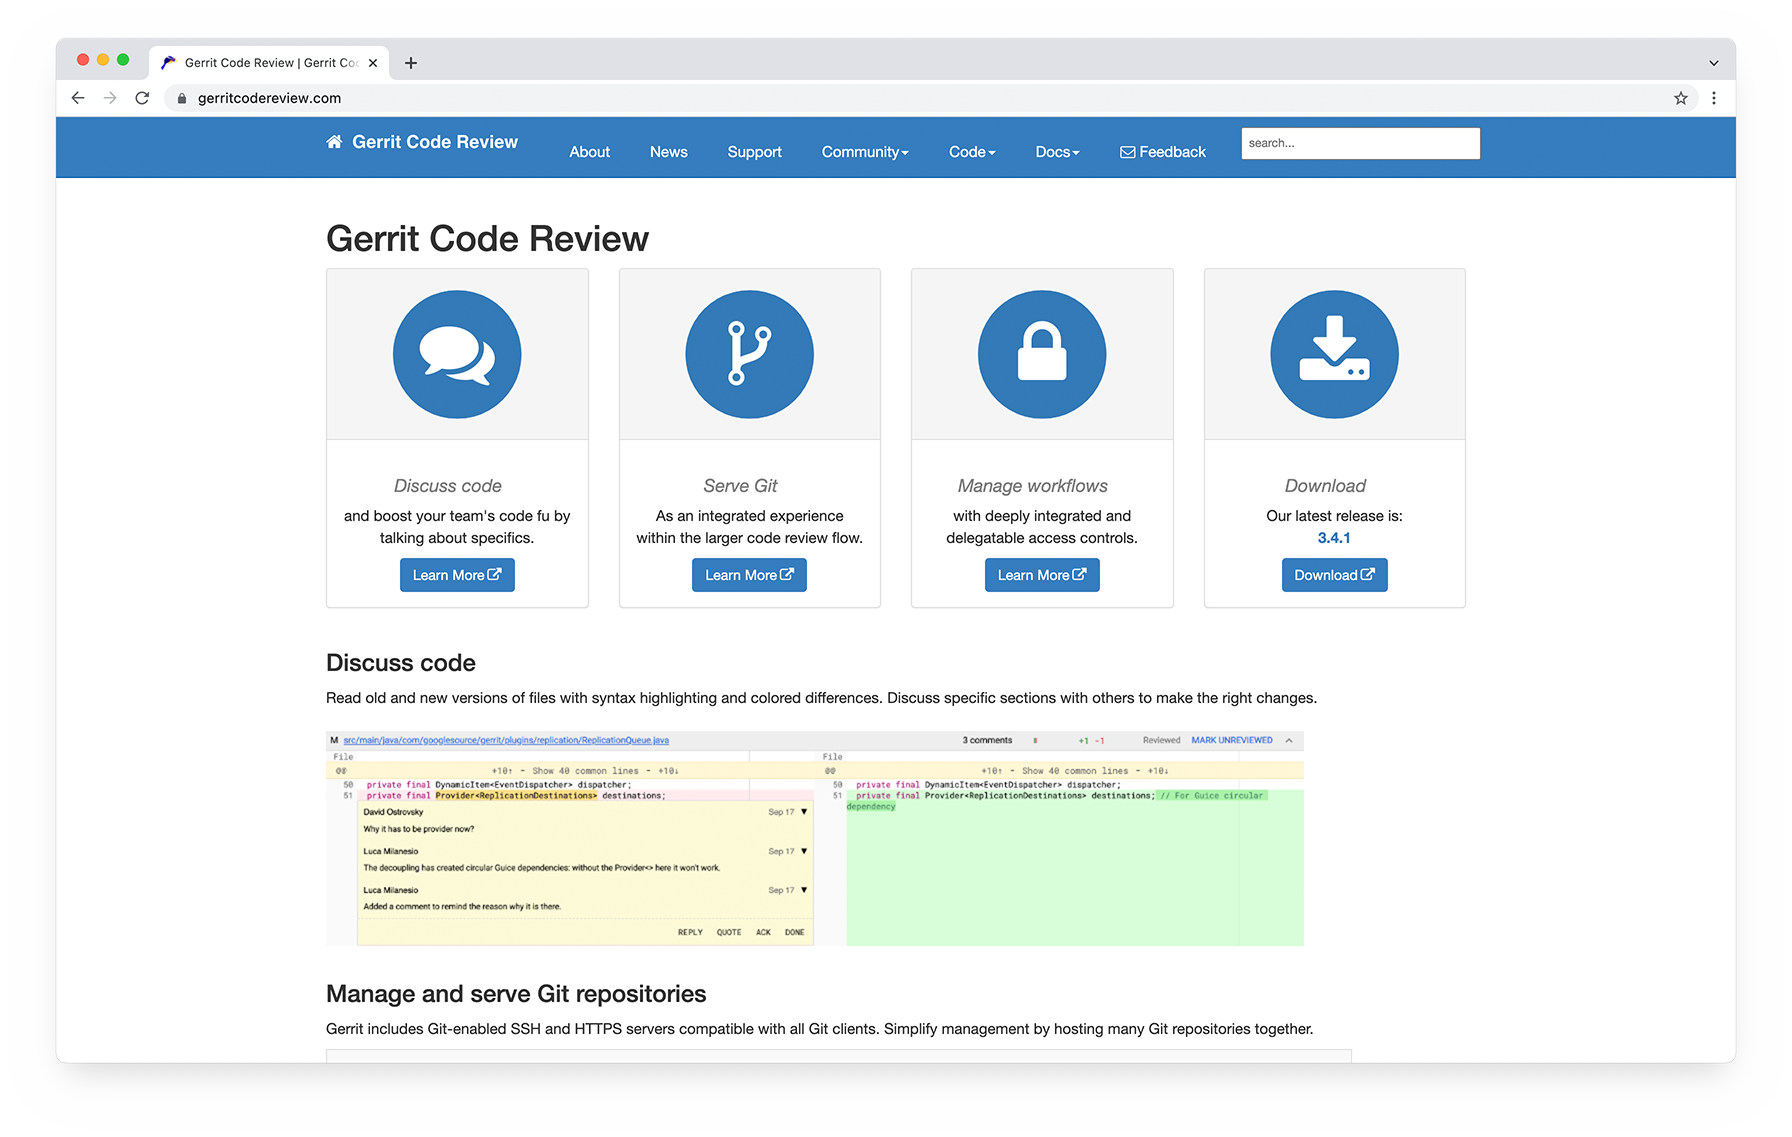 Gerrit Code Review | Gerrit Coc
gerritcodereview.com
Gerrit Code Review
About
News
Support
Community
Code
Docs
Feedback
search...
Gerrit Code Review
Discuss code
and boost your team's code fu by
talking about specifics.
Learn More
Serve Git
As an integrated experience
within the larger code review flow.
Learn More
Manage workflows
with deeply integrated and
delegatable access controls.
Learn More
Download
Our latest release is:
3.4.1
Download
Discuss code
Read old and new versions of files with syntax highlighting and colored differences. Discuss specific sections with others to make the right changes.
M src/main/java/com/googlesource/gerrit/plugins/replication/ReplicationQueue.java 3 comments +1 -1 Reviewed MARK UNREVIEWED
File
@@ +10↑ - Show 40 common lines - +10↓
50 private final DynamicItem<EventDispatcher> dispatcher;
51 private final Provider<ReplicationDestinations> destinations;
David Ostrovsky Sep 17
Why it has to be provider now?
Luca Milanesio Sep 17
The decoupling has created circular Guice dependencies: without the Provider<> here it won't work.
Luca Milanesio Sep 17
Added a comment to remind the reason why it is there.
REPLY QUOTE ACK DONE
File
@@ +10↑ - Show 40 common lines - +10↓
50 private final DynamicItem<EventDispatcher> dispatcher;
51 private final Provider<ReplicationDestinations> destinations; // For Guice circular
dependency
Manage and serve Git repositories
Gerrit includes Git-enabled SSH and HTTPS servers compatible with all Git clients. Simplify management by hosting many Git repositories together.